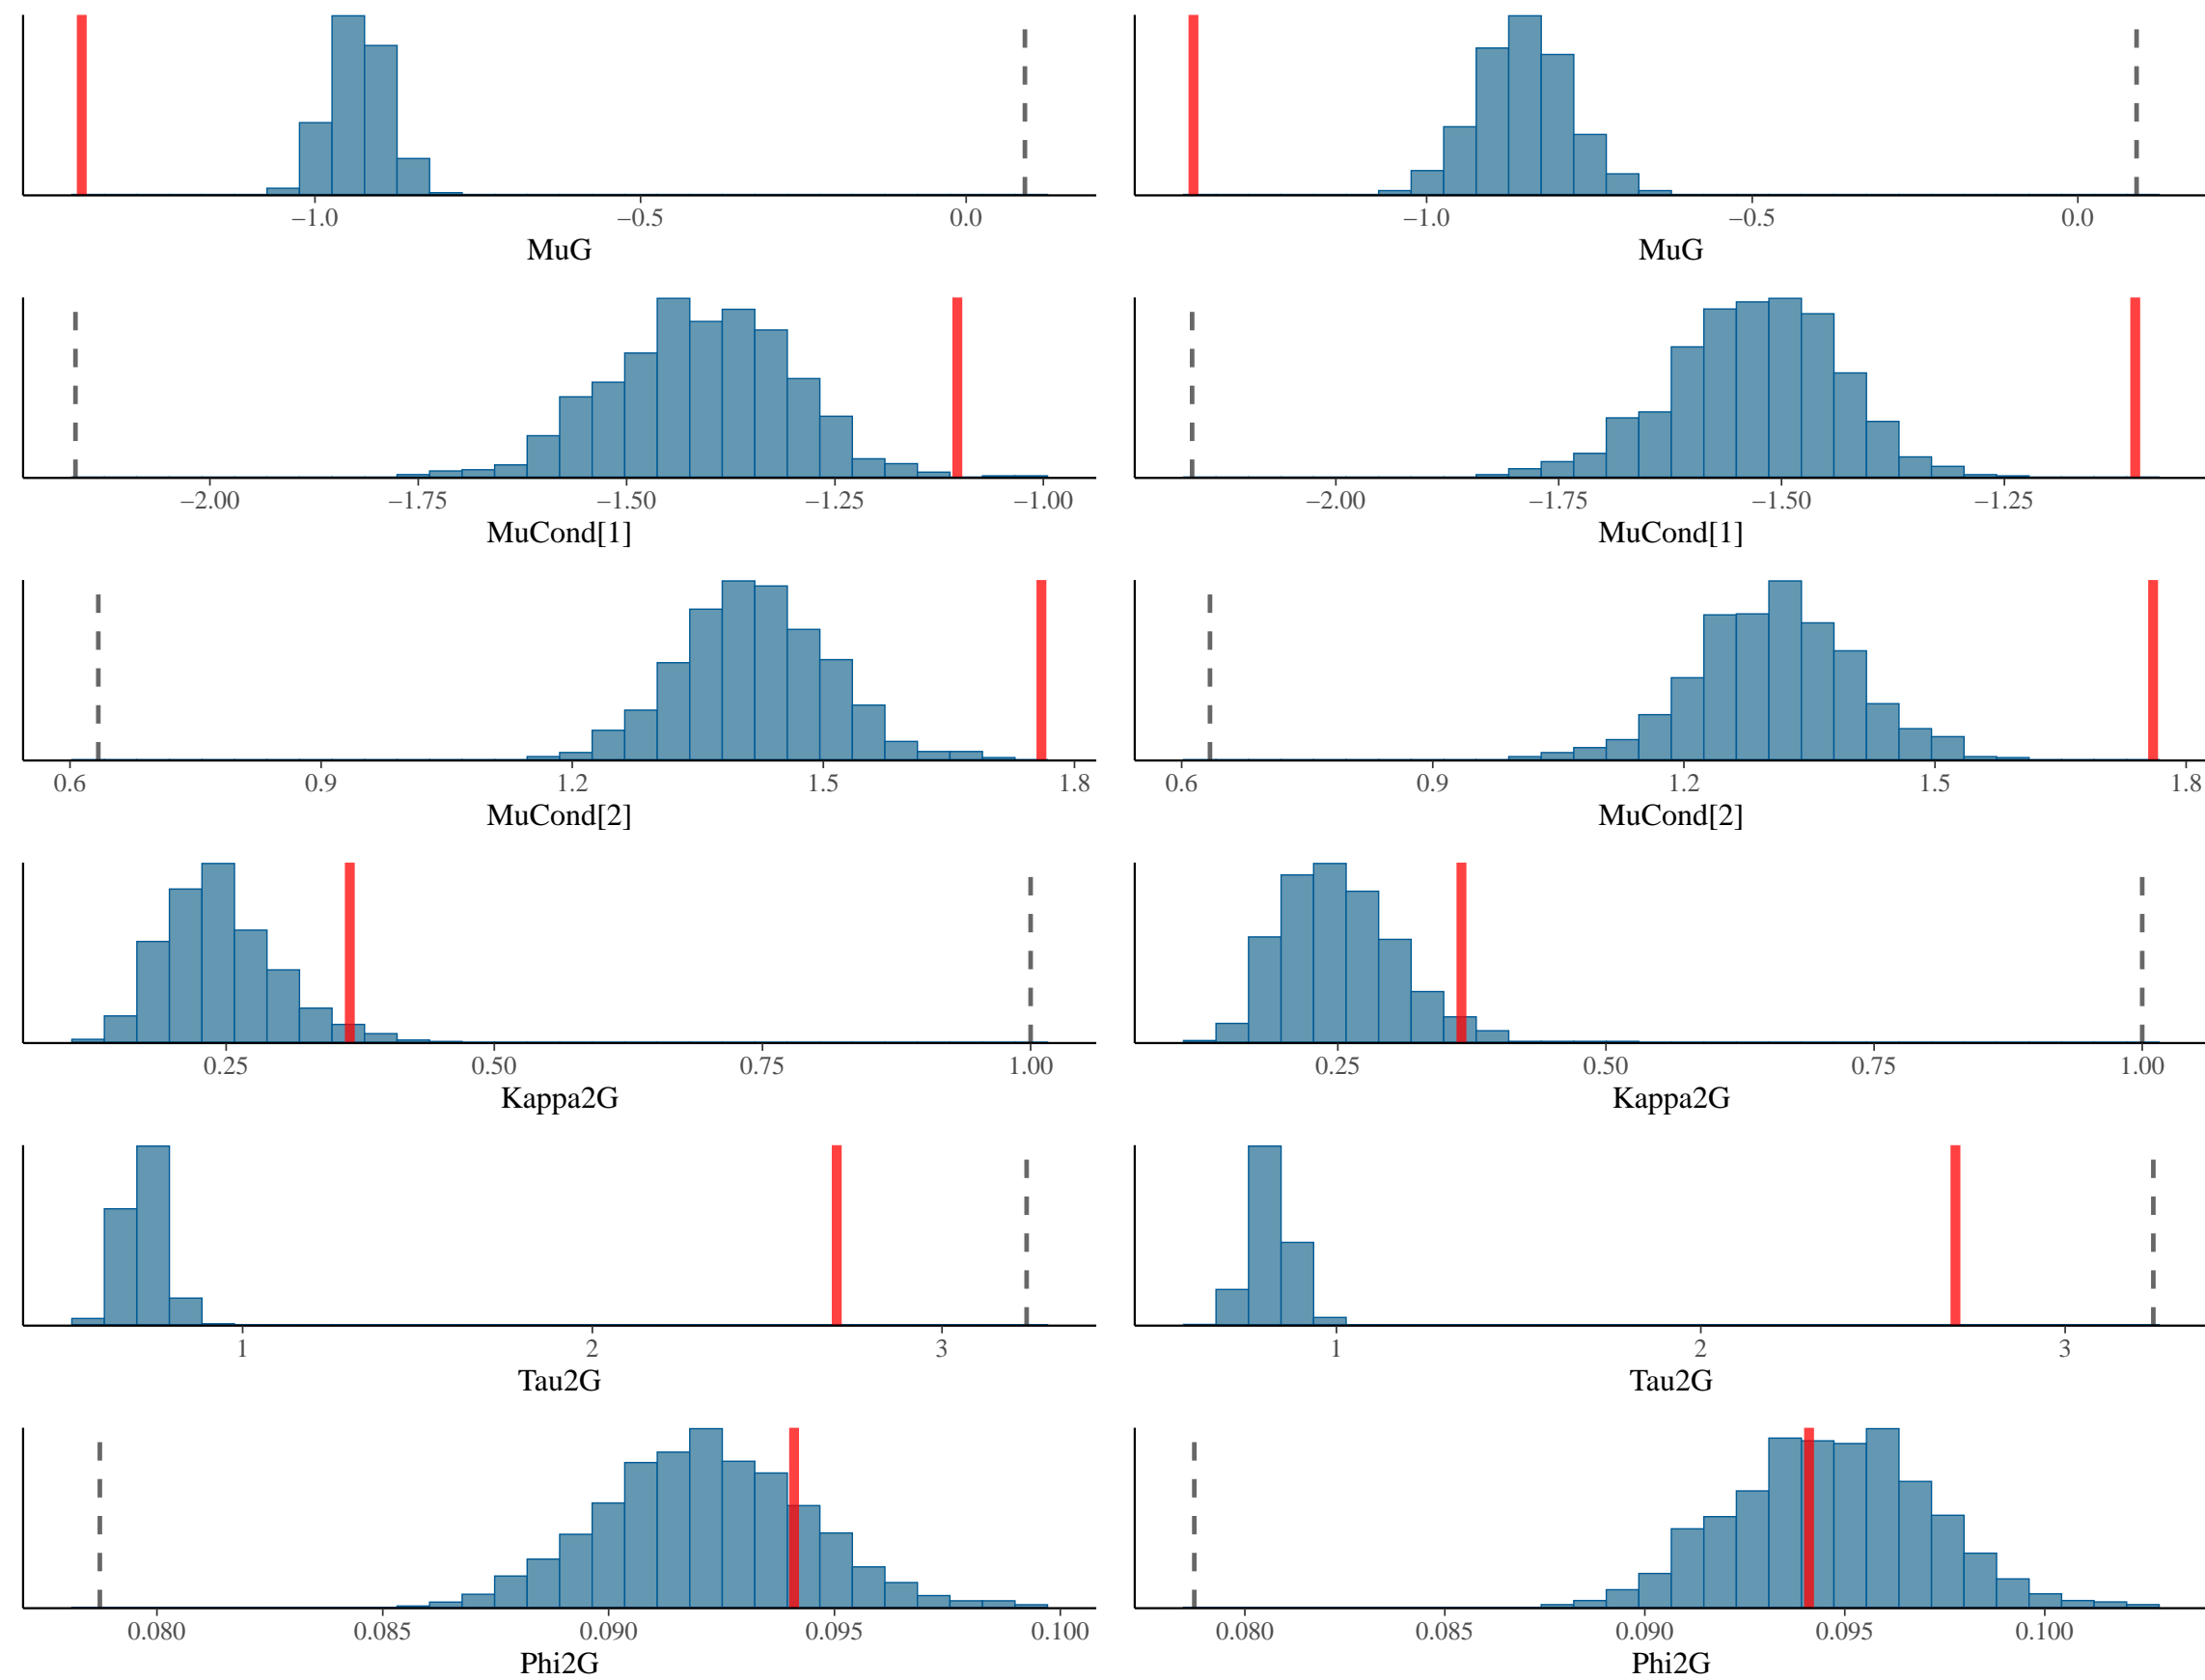 –1.0 –0.5 0.0
MuG
–1.0 –0.5 0.0
MuG
–2.00 –1.75 –1.50 –1.25 –1.00
MuCond[1]
–2.00 –1.75 –1.50 –1.25
MuCond[1]
0.6 0.9 1.2 1.5 1.8
MuCond[2]
0.6 0.9 1.2 1.5 1.8
MuCond[2]
0.25 0.50 0.75 1.00
Kappa2G
0.25 0.50 0.75 1.00
Kappa2G
1 2 3
Tau2G
1 2 3
Tau2G
0.080 0.085 0.090 0.095 0.100
Phi2G
0.080 0.085 0.090 0.095 0.100
Phi2G